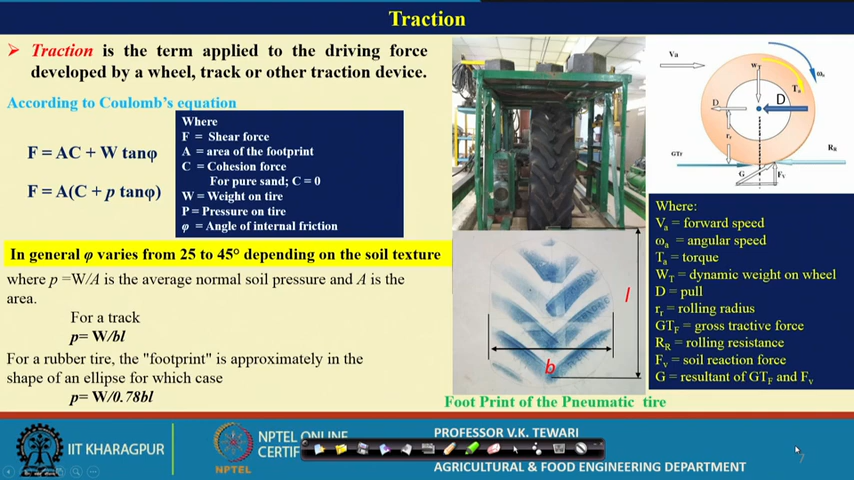 Traction
➢ Traction is the term applied to the driving force
developed by a wheel, track or other traction device.
According to Coulomb's equation
F = AC + W tanφ
F = A(C + p tanφ)
Where
F = Shear force
A = area of the footprint
C = Cohesion force
For pure sand; C = 0
W = Weight on tire
P = Pressure on tire
φ = Angle of internal friction
In general φ varies from 25 to 45° depending on the soil texture
where p =W/A is the average normal soil pressure and A is the
area.
For a track
p= W/bl
For a rubber tire, the "footprint" is approximately in the
shape of an ellipse for which case
p= W/0.78bl
l
b
Foot Print of the Pneumatic tire
Va
ωa
WT
Ta
D
D
rr
GTF
RR
G
FV
Where:
Va = forward speed
ωa = angular speed
Ta = torque
WT = dynamic weight on wheel
D = pull
rr = rolling radius
GTF = gross tractive force
RR = rolling resistance
Fv = soil reaction force
G = resultant of GTF and Fv
IIT KHARAGPUR
NPTEL
NPTEL ONLINE
CERTIF
PROFESSOR V.K. TEWARI
AGRICULTURAL & FOOD ENGINEERING DEPARTMENT
7